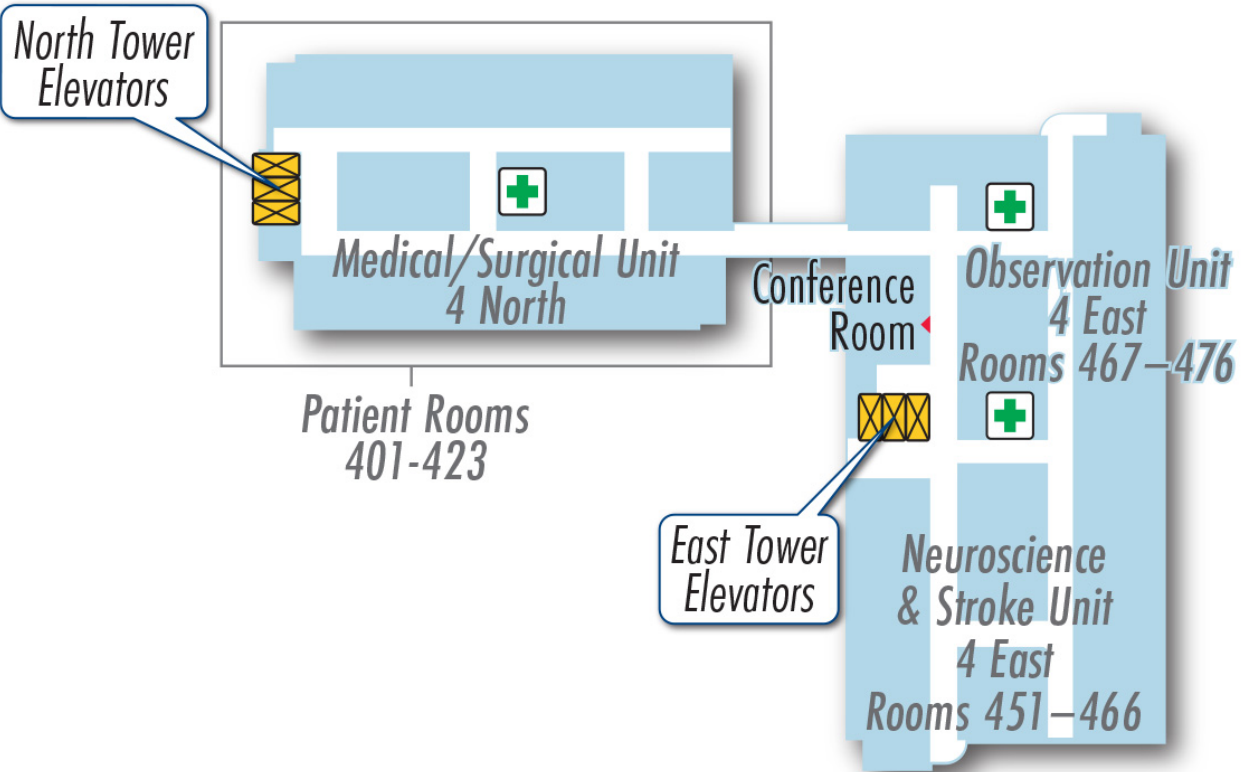 North Tower
Elevators
Medical/Surgical Unit
4 North
Patient Rooms
401-423
Conference
Room
Observation Unit
4 East
Rooms 467–476
East Tower
Elevators
Neuroscience
& Stroke Unit
4 East
Rooms 451–466